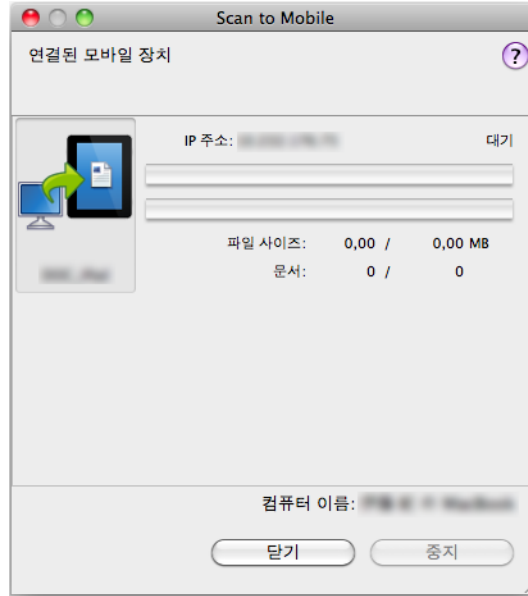 Scan to Mobile
연결된 모바일 장치
?
IP 주소: 대기
파일 사이즈: 0,00 / 0,00 MB
문서: 0 / 0
컴퓨터 이름:
닫기 중지